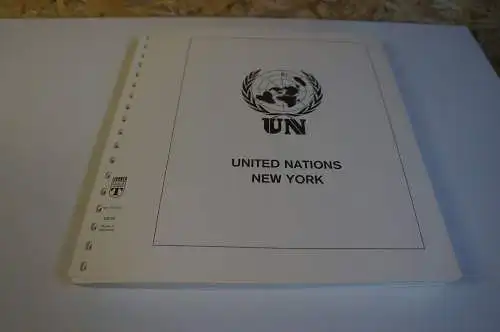 UN
UNITED NATIONS
NEW YORK
T